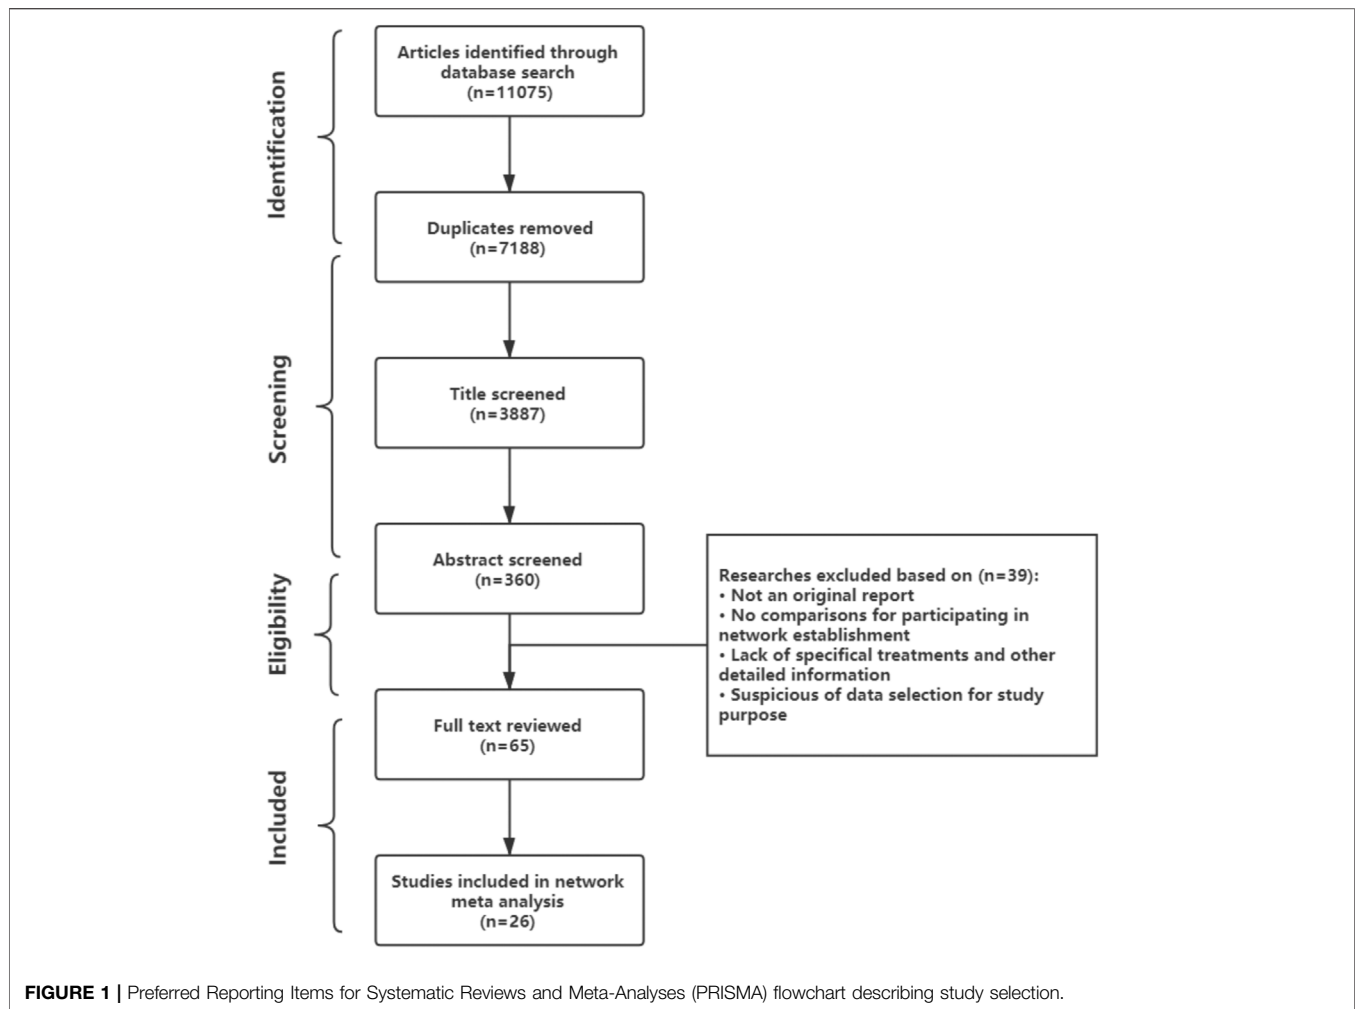 Identification
Articles identified through
database search
(n=11075)
Duplicates removed
(n=7188)
Screening
Title screened
(n=3887)
Abstract screened
(n=360)
Eligibility
Researches excluded based on (n=39):
• Not an original report
• No comparisons for participating in
network establishment
• Lack of specifical treatments and other
detailed information
• Suspicious of data selection for study
purpose
Included
Full text reviewed
(n=65)
Studies included in network
meta analysis
(n=26)
FIGURE 1 | Preferred Reporting Items for Systematic Reviews and Meta-Analyses (PRISMA) flowchart describing study selection.